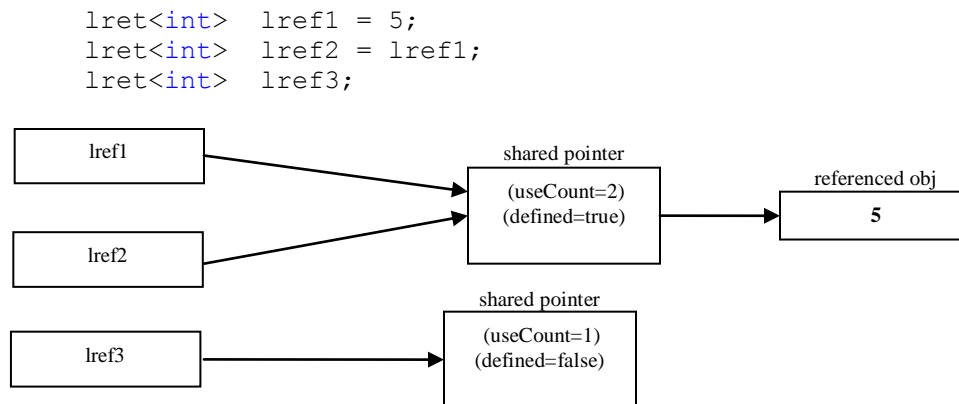 lret<int>  lref1 = 5;
lret<int>  lref2 = lref1;
lret<int>  lref3;
lref1
shared pointer
(useCount=2)
(defined=true)
referenced obj
5
lref2
shared pointer
(useCount=1)
(defined=false)
lref3